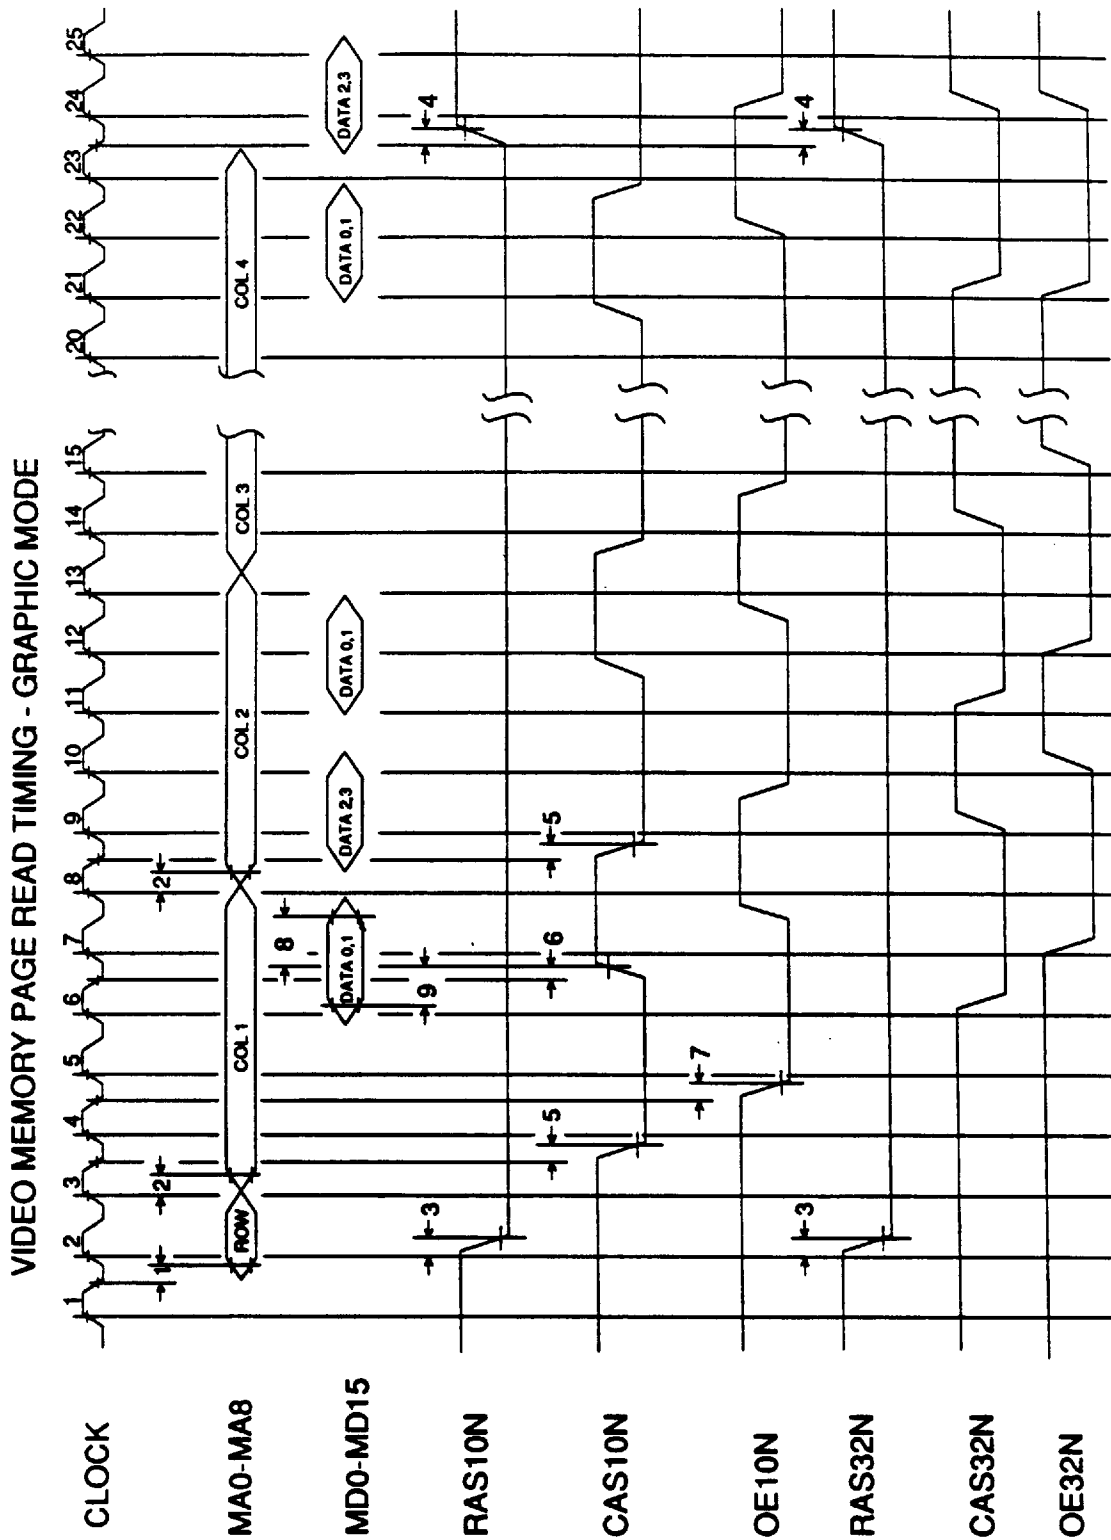 VIDEO MEMORY PAGE READ TIMING - GRAPHIC MODE
CLOCK 1 2 3 4 5 6 7 8 9 10 11 12 13 14 15 20 21 22 23 24 25
1 2 2
MA0-MA8 ROW COL 1 COL 2 COL 3 COL 4
8
MD0-MD15 DATA 0,1 DATA 2,3 DATA 0,1 DATA 0,1 DATA 2,3
3 9 4
RAS10N
5 6 5
CAS10N
7
OE10N
3 4
RAS32N
CAS32N
OE32N